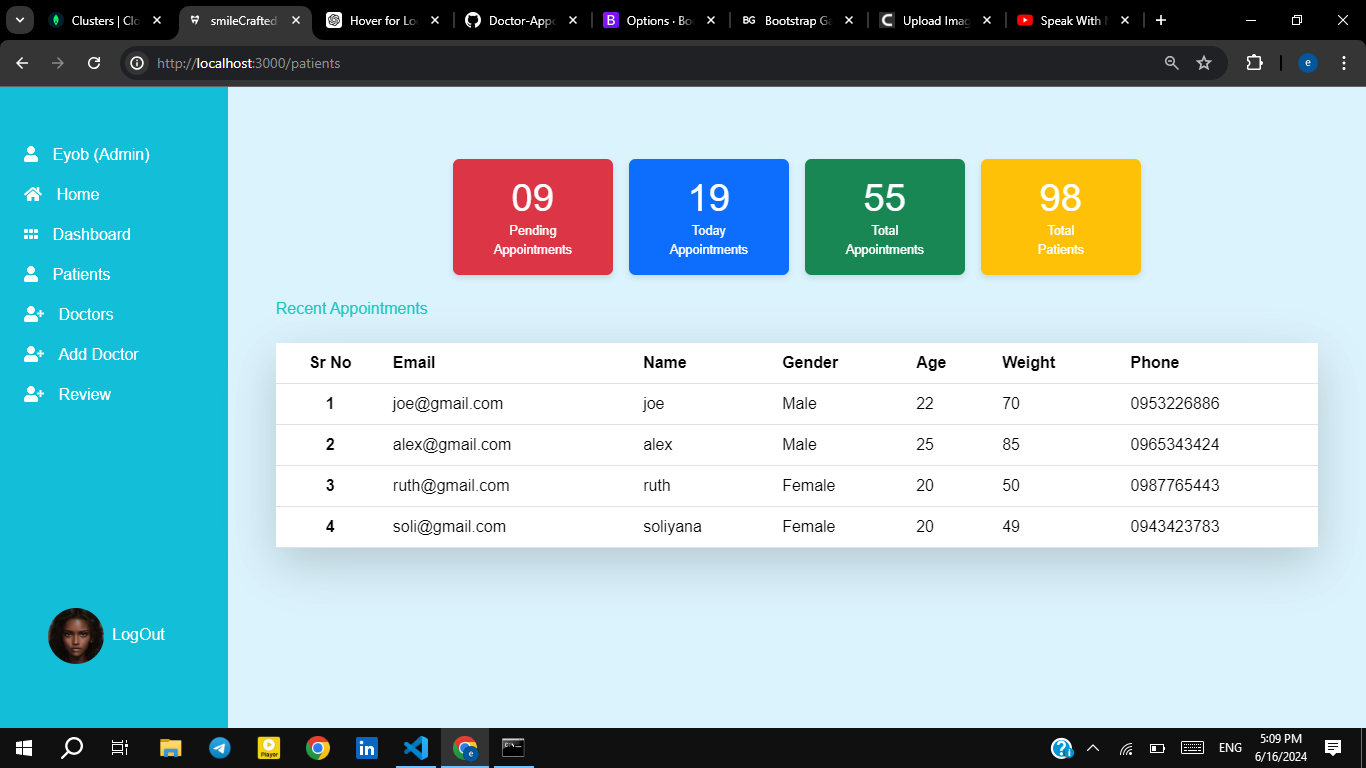 Clusters | Clo
smileCrafted
Hover for Lo
Doctor-Appo
B
Options · Bo
BG
Bootstrap Ga
Upload Imag
Speak With
http://localhost:3000/patients
e
Eyob (Admin)
Home
Dashboard
Patients
Doctors
Add Doctor
Review
LogOut
09
Pending
Appointments
19
Today
Appointments
55
Total
Appointments
98
Total
Patients
Recent Appointments
Sr No Email Name Gender Age Weight Phone
1 joe@gmail.com joe Male 22 70 0953226886
2 alex@gmail.com alex Male 25 85 0965343424
3 ruth@gmail.com ruth Female 20 50 0987765443
4 soli@gmail.com soliyana Female 20 49 0943423783
Player
in
e
ENG
5:09 PM
6/16/2024